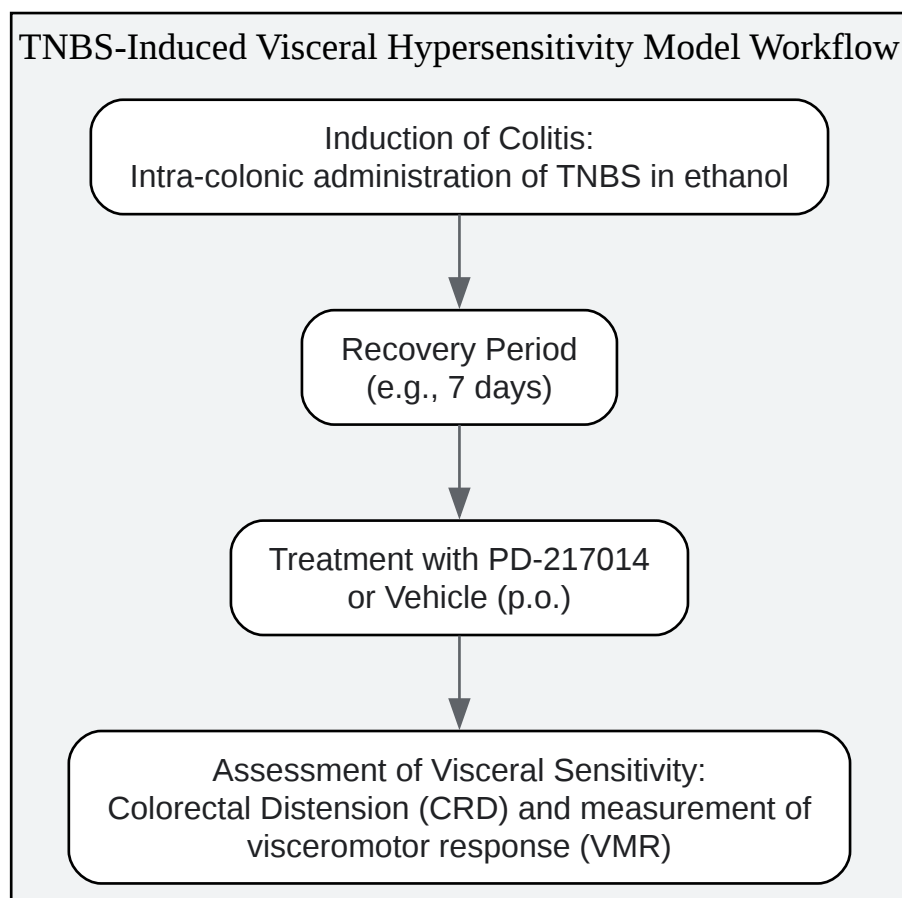 TNBS-Induced Visceral Hypersensitivity Model Workflow
Induction of Colitis:
Intra-colonic administration of TNBS in ethanol
Recovery Period
(e.g., 7 days)
Treatment with PD-217014
or Vehicle (p.o.)
Assessment of Visceral Sensitivity:
Colorectal Distension (CRD) and measurement of
visceromotor response (VMR)